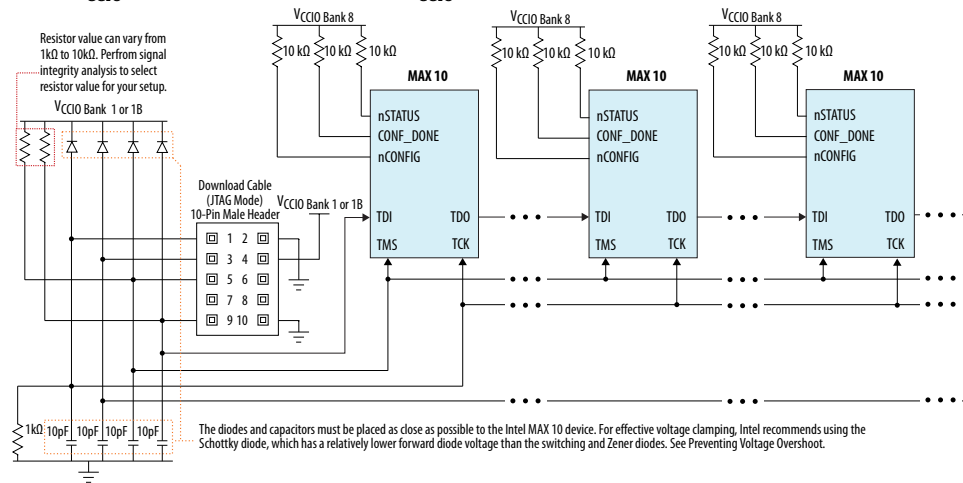 Resistor value can vary from
1kΩ to 10kΩ. Perfrom signal
integrity analysis to select
resistor value for your setup.
VCCIO Bank 1 or 1B
Download Cable
(JTAG Mode)
10-Pin Male Header
VCCIO Bank 1 or 1B
1 2
3 4
5 6
7 8
9 10
1kΩ 10pF 10pF 10pF 10pF
VCCIO Bank 8
10 kΩ 10 kΩ 10 kΩ
MAX 10
nSTATUS
CONF_DONE
nCONFIG
TDI TDO
TMS TCK
VCCIO Bank 8
10 kΩ 10 kΩ 10 kΩ
MAX 10
nSTATUS
CONF_DONE
nCONFIG
TDI TDO
TMS TCK
VCCIO Bank 8
10 kΩ 10 kΩ 10 kΩ
MAX 10
nSTATUS
CONF_DONE
nCONFIG
TDI TDO
TMS TCK
The diodes and capacitors must be placed as close as possible to the Intel MAX 10 device. For effective voltage clamping, Intel recommends using the
Schottky diode, which has a relatively lower forward diode voltage than the switching and Zener diodes. See Preventing Voltage Overshoot.